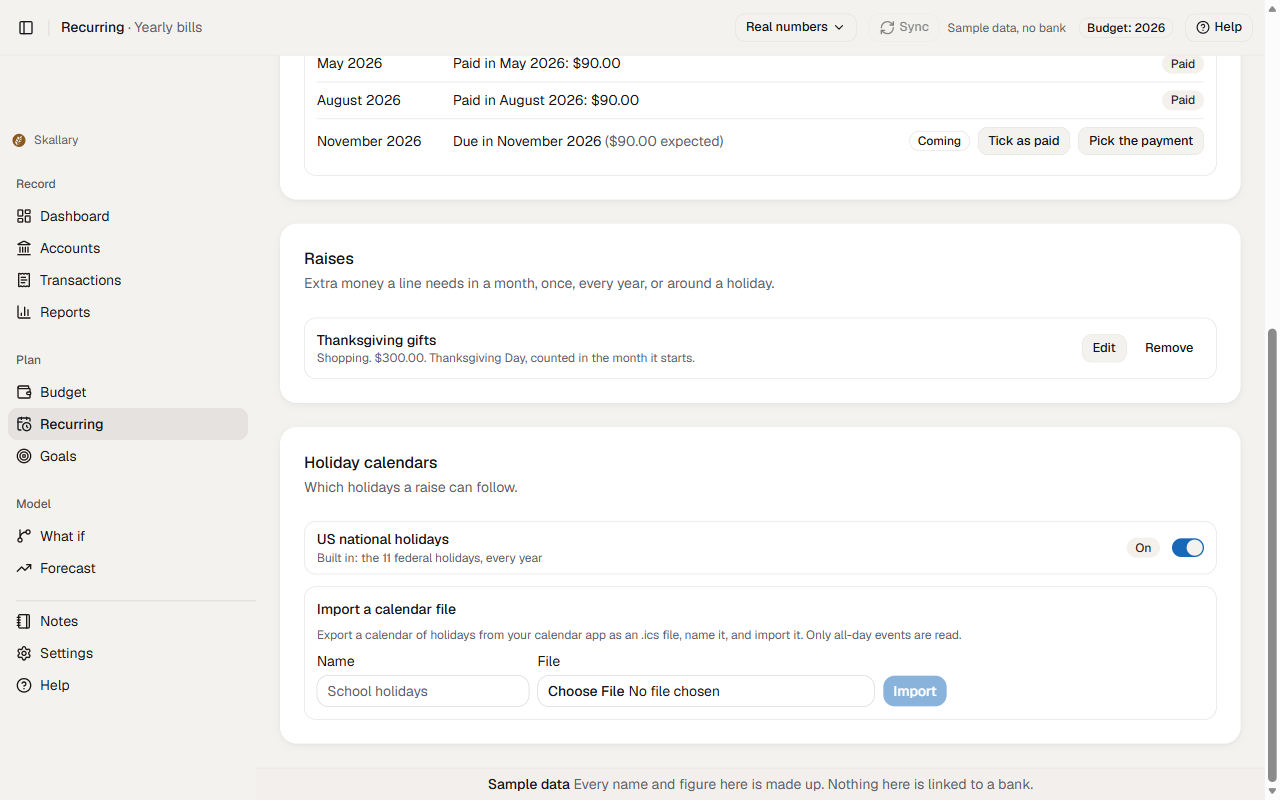 Recurring · Yearly bills
Real numbers
Sync
Sample data, no bank
Budget: 2026
Help
Skallary
Record
Dashboard
Accounts
Transactions
Reports
Plan
Budget
Recurring
Goals
Model
What if
Forecast
Notes
Settings
Help
May 2026 Paid in May 2026: $90.00 Paid
August 2026 Paid in August 2026: $90.00 Paid
November 2026 Due in November 2026 ($90.00 expected) Coming Tick as paid Pick the payment
Raises
Extra money a line needs in a month, once, every year, or around a holiday.
Thanksgiving gifts
Shopping. $300.00. Thanksgiving Day, counted in the month it starts.
Edit Remove
Holiday calendars
Which holidays a raise can follow.
US national holidays
Built in: the 11 federal holidays, every year
On
Import a calendar file
Export a calendar of holidays from your calendar app as an .ics file, name it, and import it. Only all-day events are read.
Name File
School holidays Choose File No file chosen Import
Sample data Every name and figure here is made up. Nothing here is linked to a bank.